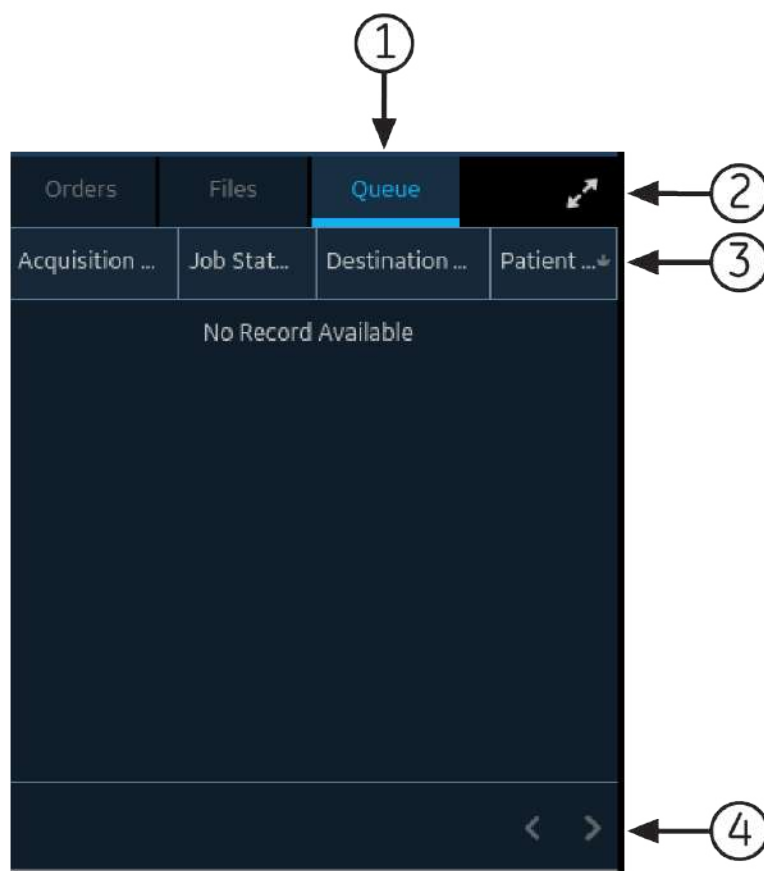 1
Orders Files Queue
2
Acquisition ... Job Stat... Destination ... Patient ...
3
No Record Available
4